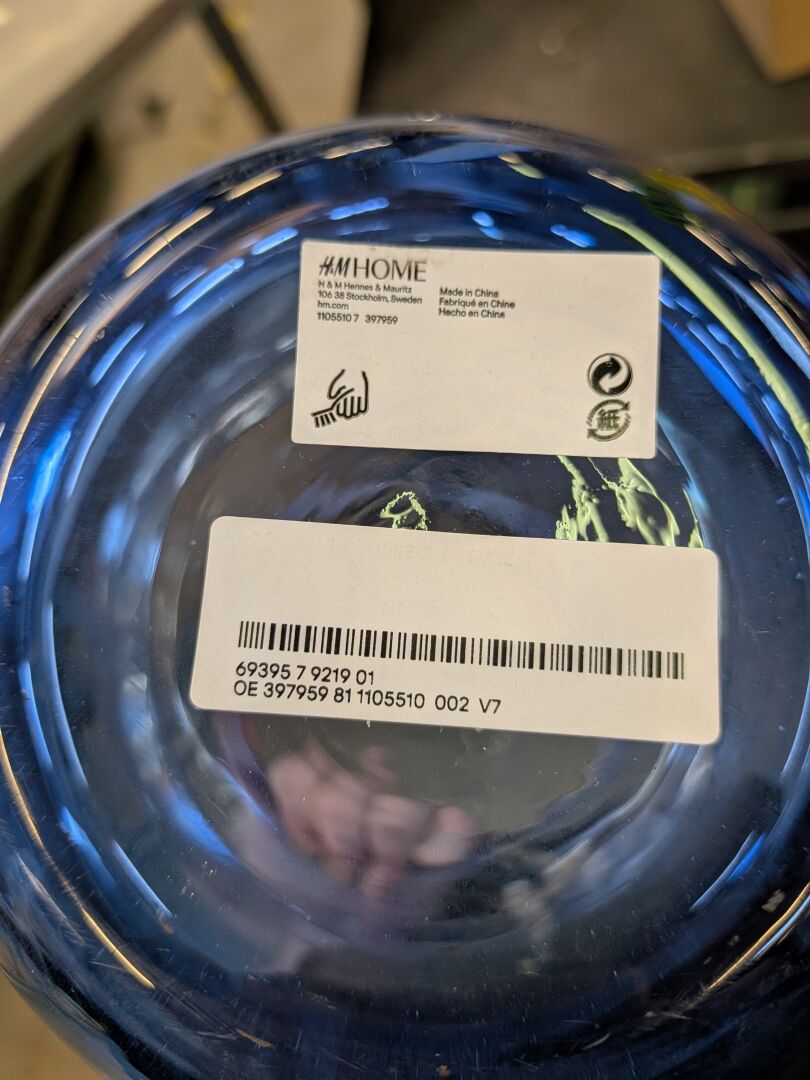 H&M HOME
H & M Hennes & Mauritz
106 38 Stockholm, Sweden
hm.com
1105510 7 397959
Made in China
Fabriqué en Chine
Hecho en China
紙
69395 7 9219 01
OE 397959 81 1105510 002 V7